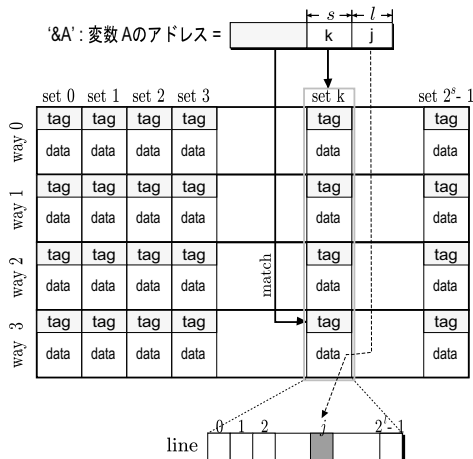 s l
'&A' : 変数 Aのアドレス = k j
set 0 set 1 set 2 set 3 set k set 2^s - 1
way 0 tag tag tag tag tag tag
data data data data data data
way 1 tag tag tag tag tag tag
data data data data data data
match
way 2 tag tag tag tag tag tag
data data data data data data
way 3 tag tag tag tag tag tag
data data data data data data
0 1 2 j
line